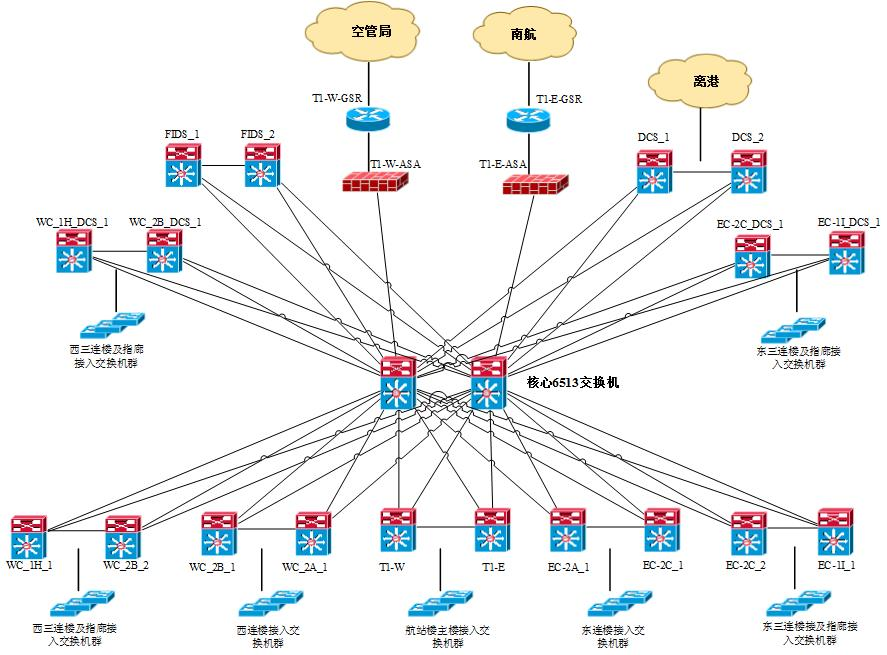 空管局
南航
离港
T1-W-GSR
T1-E-GSR
FIDS_1
FIDS_2
DCS_1
DCS_2
T1-W-ASA
T1-E-ASA
WC_1H_DCS_1
WC_2B_DCS_1
EC-2C_DCS_1
EC-1I_DCS_1
西三连楼及指廊
接入交换机群
东三连楼及指廊接
入交换机群
核心6513交换机
WC_1H_1
WC_2B_2
WC_2B_1
WC_2A_1
T1-W
T1-E
EC-2A_1
EC-2C_1
EC-2C_2
EC-1I_1
西三连楼及指廊接
入交换机群
西连楼接入交
换机群
航站楼主楼接入交
换机群
东连楼接入交
换机群
东三连楼接及指廊接
入交换机群